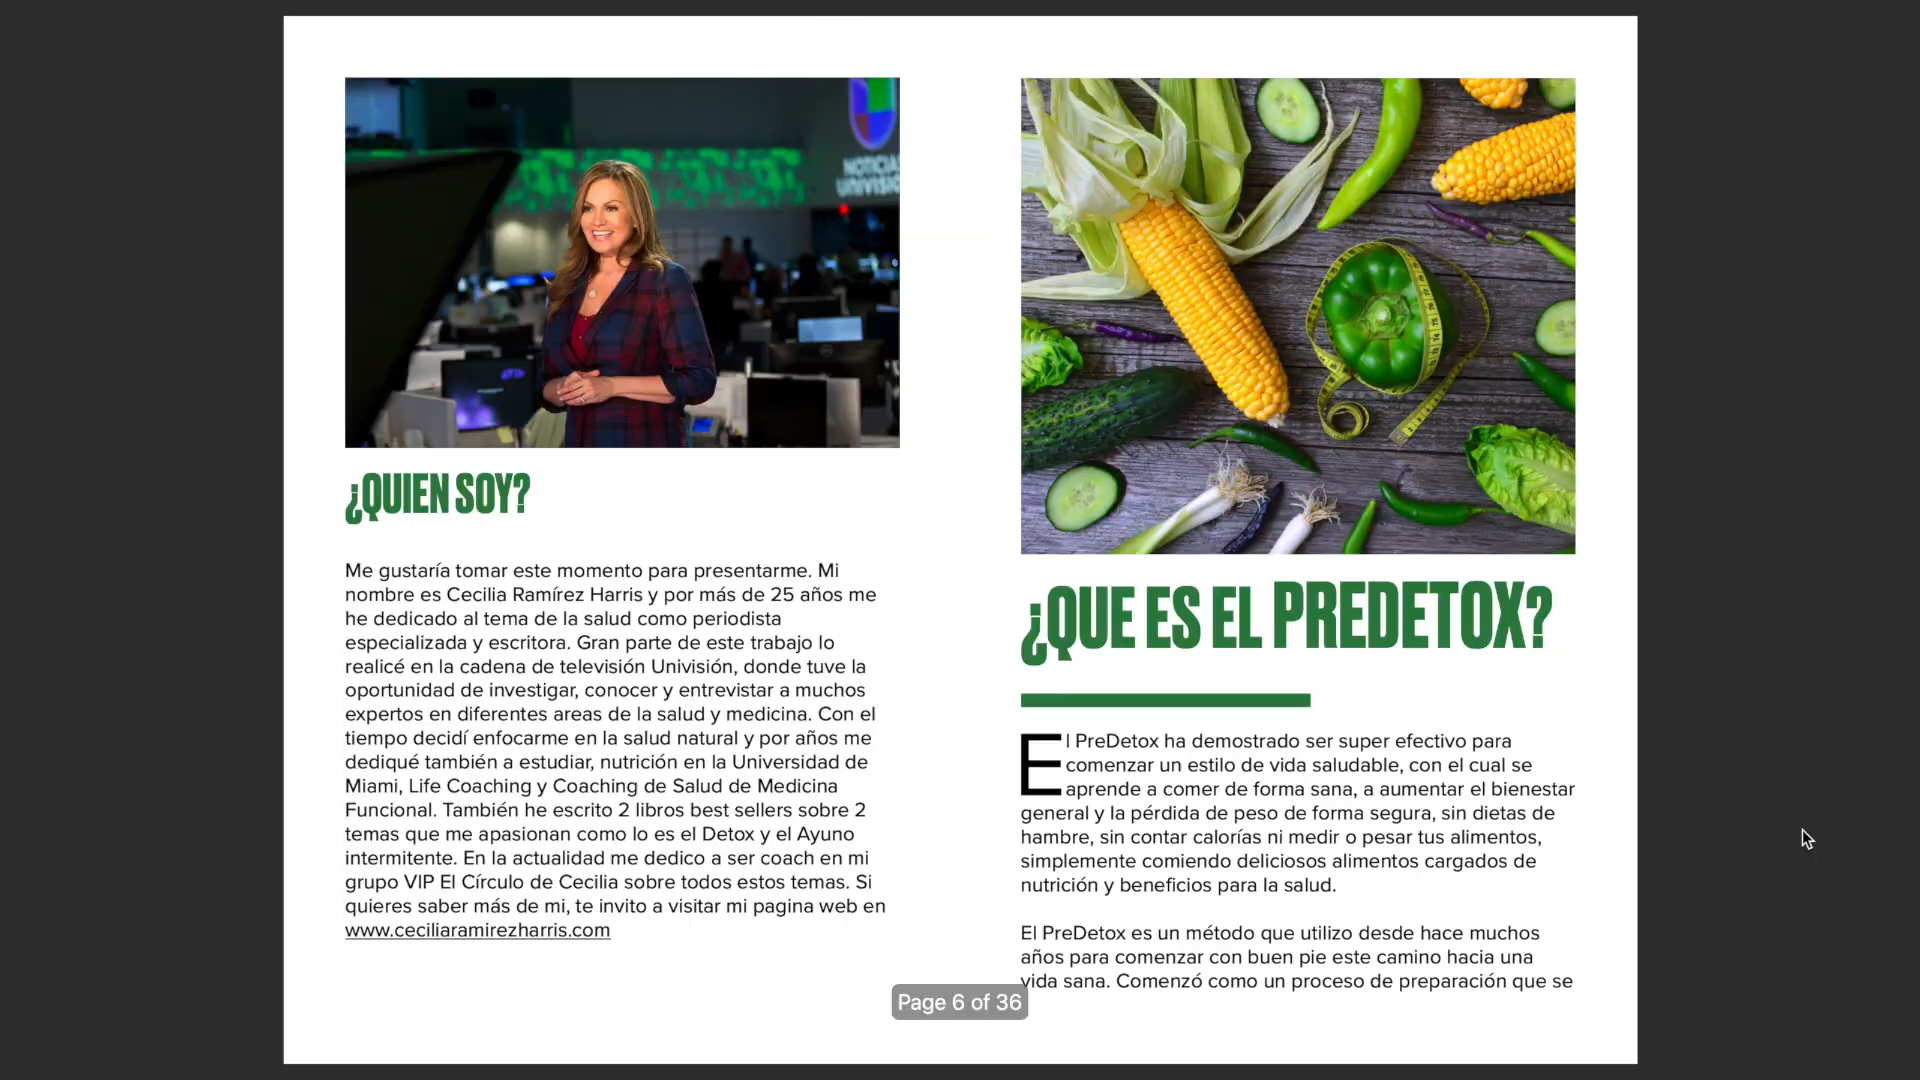 NOTICIAS
UNIVISI
¿QUIEN SOY?
Me gustaría tomar este momento para presentarme. Mi
nombre es Cecilia Ramírez Harris y por más de 25 años me
he dedicado al tema de la salud como periodista
especializada y escritora. Gran parte de este trabajo lo
realicé en la cadena de televisión Univisión, donde tuve la
oportunidad de investigar, conocer y entrevistar a muchos
expertos en diferentes areas de la salud y medicina. Con el
tiempo decidí enfocarme en la salud natural y por años me
dediqué también a estudiar, nutrición en la Universidad de
Miami, Life Coaching y Coaching de Salud de Medicina
Funcional. También he escrito 2 libros best sellers sobre 2
temas que me apasionan como lo es el Detox y el Ayuno
intermitente. En la actualidad me dedico a ser coach en mi
grupo VIP El Círculo de Cecilia sobre todos estos temas. Si
quieres saber más de mi, te invito a visitar mi pagina web en
www.ceciliaramirezharris.com
¿QUE ES EL PREDETOX?
El PreDetox ha demostrado ser super efectivo para
comenzar un estilo de vida saludable, con el cual se
aprende a comer de forma sana, a aumentar el bienestar
general y la pérdida de peso de forma segura, sin dietas de
hambre, sin contar calorías ni medir o pesar tus alimentos,
simplemente comiendo deliciosos alimentos cargados de
nutrición y beneficios para la salud.
El PreDetox es un método que utilizo desde hace muchos
años para comenzar con buen pie este camino hacia una
vida sana. Comenzó como un proceso de preparación que se
Page 6 of 36